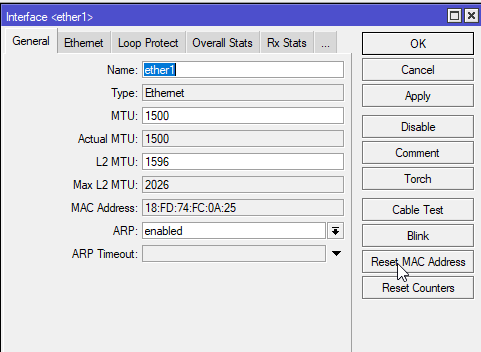 Interface <ether1>
General Ethernet Loop Protect Overall Stats Rx Stats ...
Name: ether1
Type: Ethernet
MTU: 1500
Actual MTU: 1500
L2 MTU: 1596
Max L2 MTU: 2026
MAC Address: 18:FD:74:FC:0A:25
ARP: enabled
ARP Timeout:
OK
Cancel
Apply
Disable
Comment
Torch
Cable Test
Blink
Reset MAC Address
Reset Counters